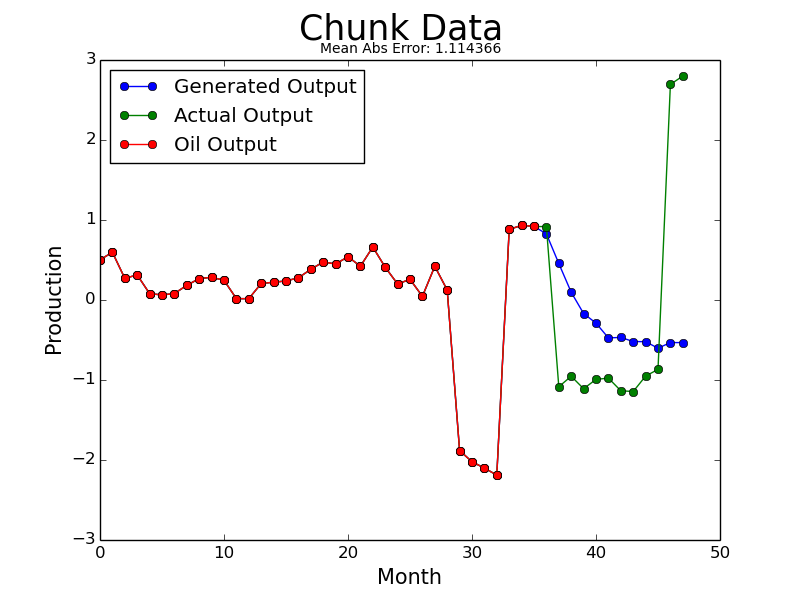 Chunk Data
Mean Abs Error: 1.114366
Generated Output
Actual Output
Oil Output
3
2
1
0
−1
−2
−3
Production
0 10 20 30 40 50
Month